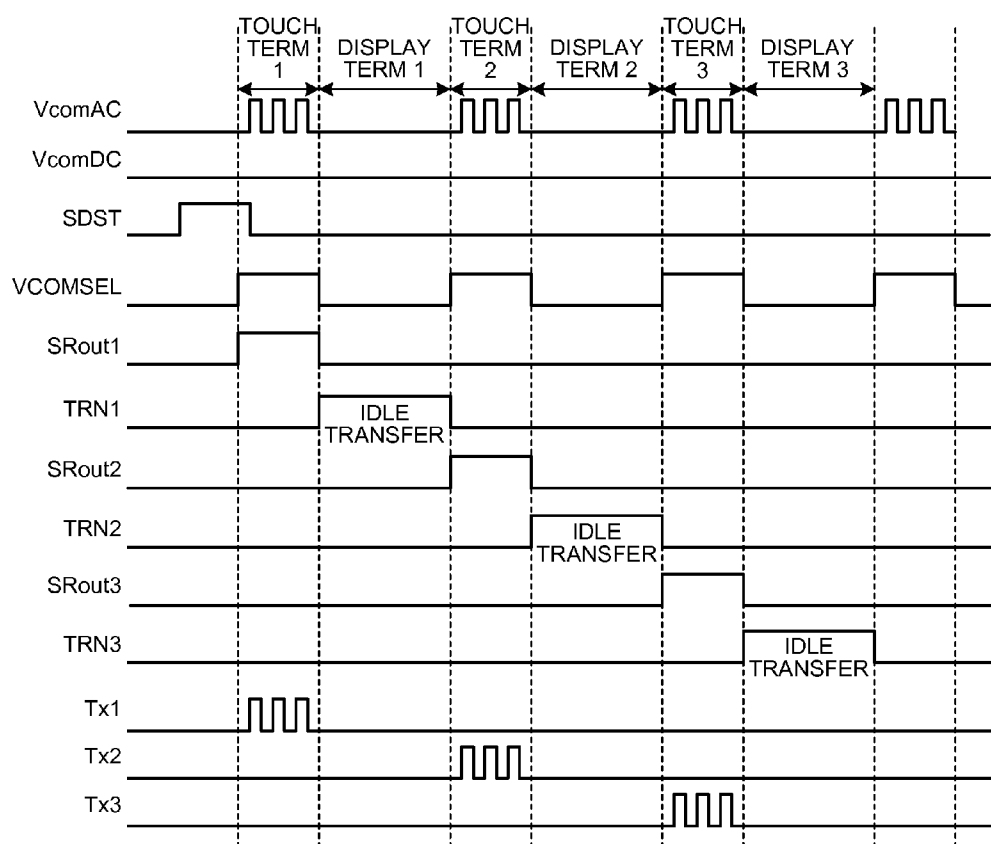 TOUCH TERM 1
DISPLAY TERM 1
TOUCH TERM 2
DISPLAY TERM 2
TOUCH TERM 3
DISPLAY TERM 3
VcomAC
VcomDC
SDST
VCOMSEL
SRout1
TRN1
IDLE
TRANSFER
SRout2
TRN2
IDLE
TRANSFER
SRout3
TRN3
IDLE
TRANSFER
Tx1
Tx2
Tx3